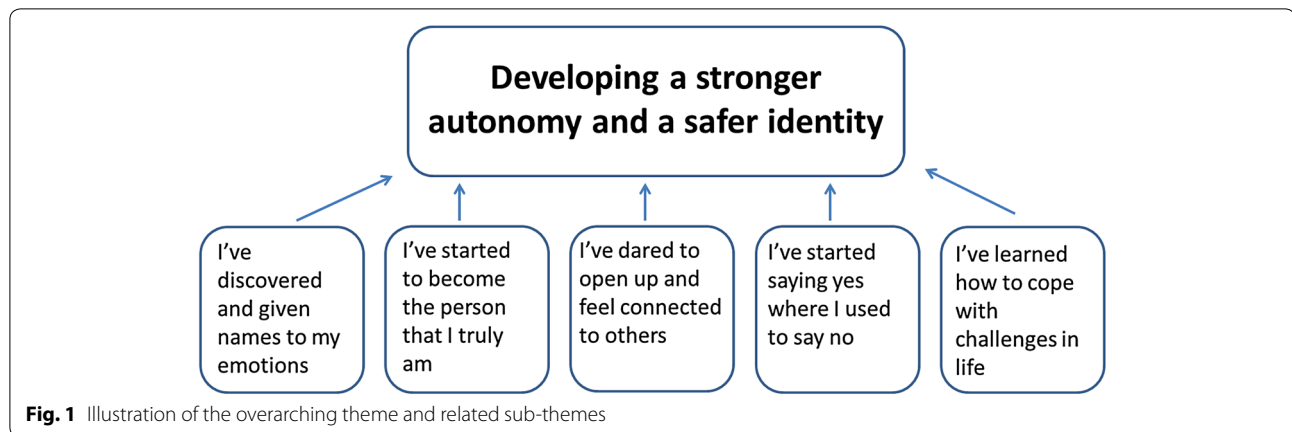 Developing a stronger
autonomy and a safer identity
I've
discovered
and given
names to my
emotions
I've started
to become
the person
that I truly
am
I've dared to
open up and
feel connected
to others
I've started
saying yes
where I used
to say no
I've learned
how to cope
with
challenges in
life
Fig. 1 Illustration of the overarching theme and related sub-themes